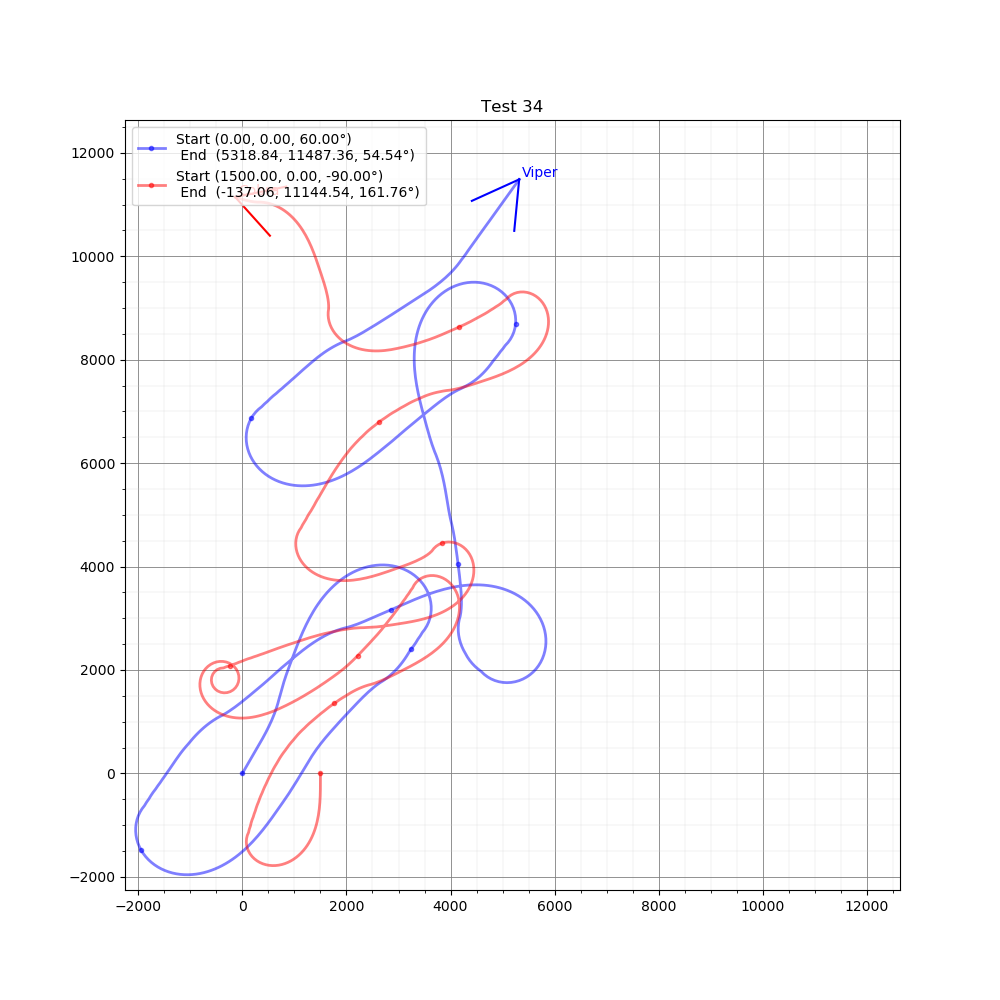 Test 34
Start (0.00, 0.00, 60.00°)
End (5318.84, 11487.36, 54.54°)
Start (1500.00, 0.00, -90.00°)
End (-137.06, 11144.54, 161.76°)
Viper
12000
10000
8000
6000
4000
2000
0
−2000
−2000 0 2000 4000 6000 8000 10000 12000